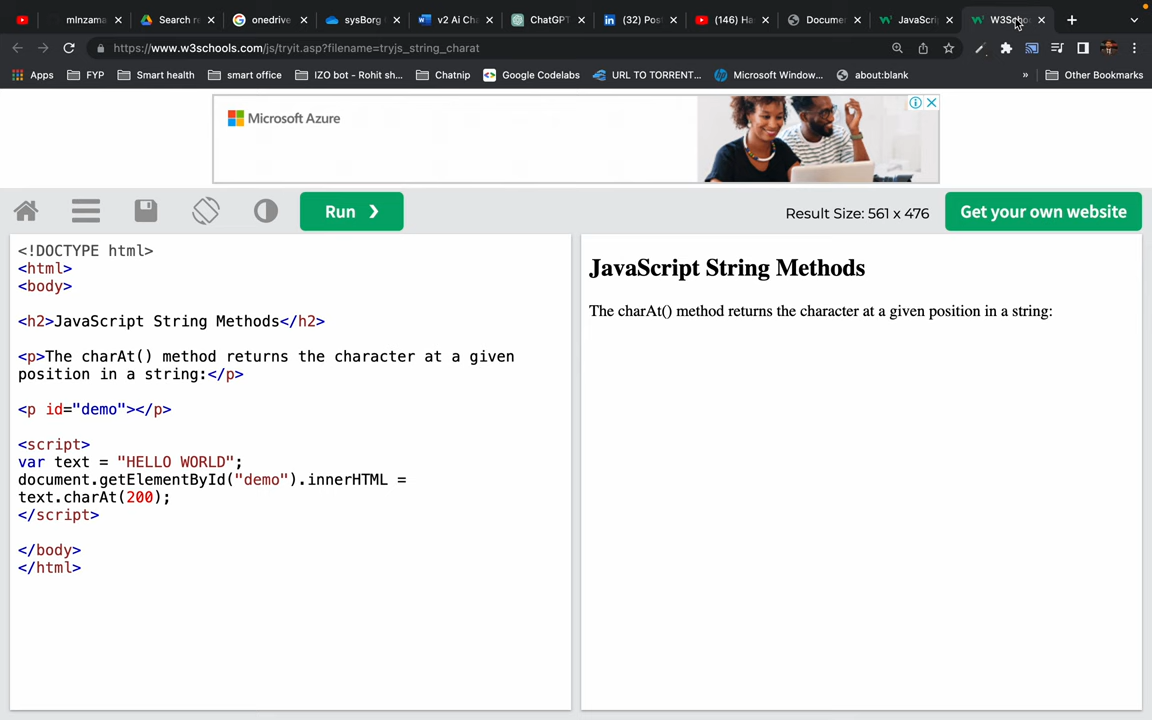 mInzama
Search re
onedrive
sysBorg
v2 Ai Cha
ChatGPT
(32) Pos
(146) Ha
Docume
JavaScri
W3Scho
https://www.w3schools.com/js/tryit.asp?filename=tryjs_string_charat
Apps
FYP
Smart health
smart office
IZO bot - Rohit sh...
Chatnip
Google Codelabs
URL TO TORRENT...
Microsoft Window...
about:blank
»
Other Bookmarks
Microsoft Azure
Run ❯
Result Size: 561 x 476
Get your own website
<!DOCTYPE html>
<html>
<body>
<h2>JavaScript String Methods</h2>
<p>The charAt() method returns the character at a given
position in a string:</p>
<p id="demo"></p>
<script>
var text = "HELLO WORLD";
document.getElementById("demo").innerHTML =
text.charAt(200);
</script>
</body>
</html>
JavaScript String Methods
The charAt() method returns the character at a given position in a string: